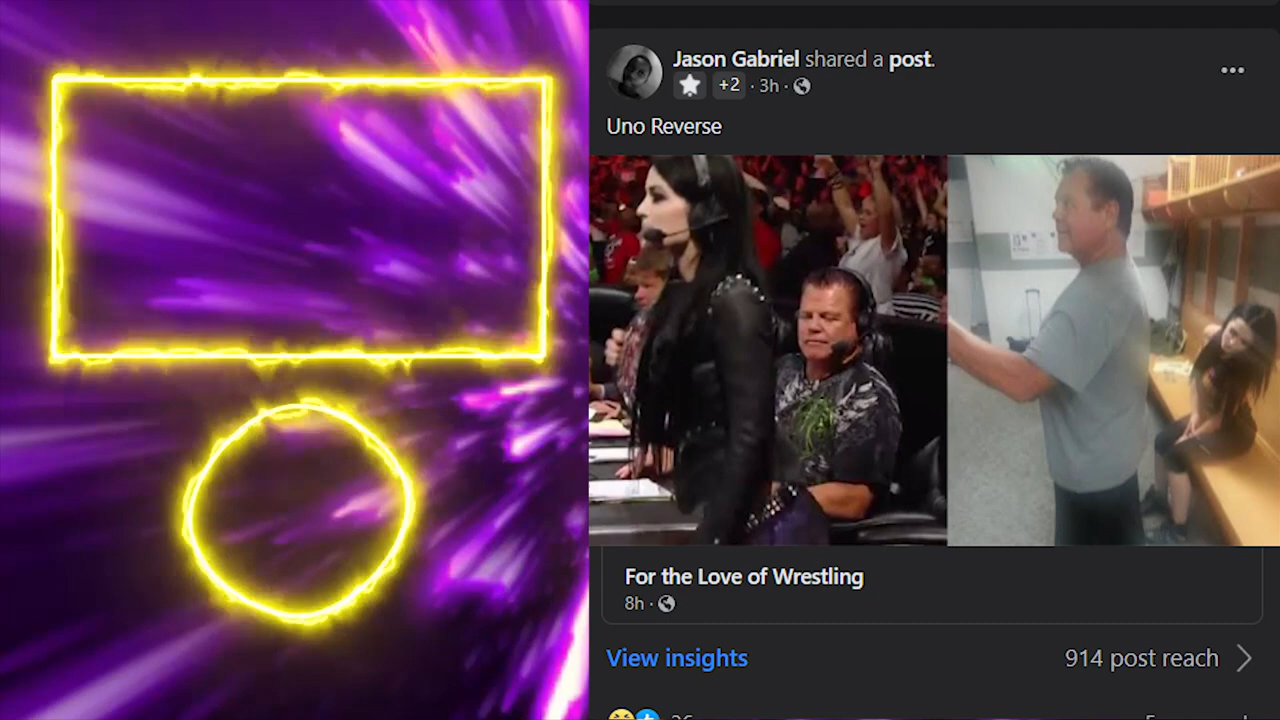 Jason Gabriel shared a post.
+2 · 3h ·
Uno Reverse
For the Love of Wrestling
8h ·
View insights
914 post reach